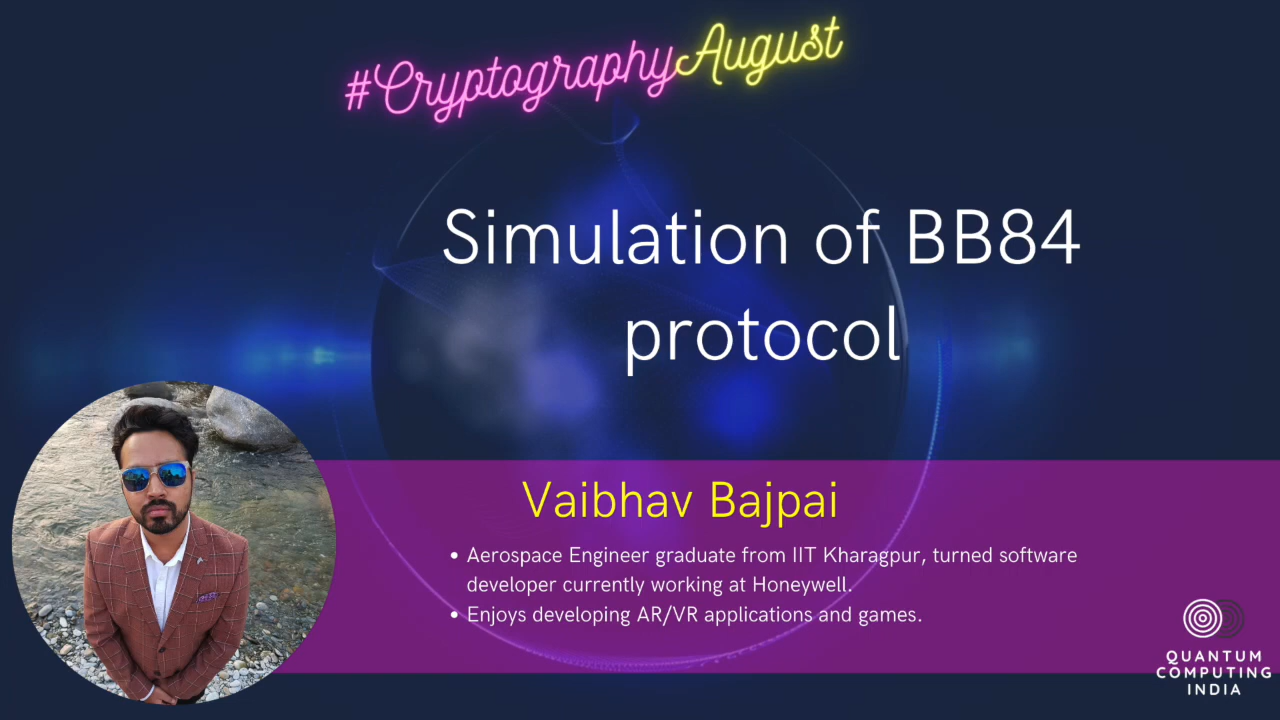 #CryptographyAugust
Simulation of BB84
protocol
Vaibhav Bajpai
• Aerospace Engineer graduate from IIT Kharagpur, turned software
developer currently working at Honeywell.
• Enjoys developing AR/VR applications and games.
QUANTUM
COMPUTING
INDIA